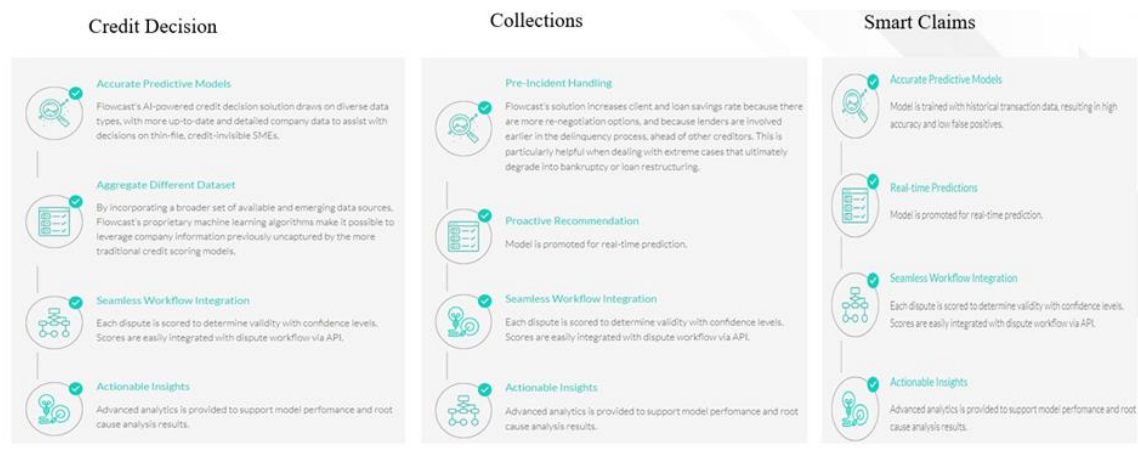 Credit Decision
Accurate Predictive Models
Flowcast's AI-powered credit decision solution draws on diverse data
types, with more up-to-date and detailed company data to assist with
decisions on thin-file, credit-invisible SMEs.
Aggregate Different Dataset
By incorporating a broader set of available and emerging data sources,
Flowcast's proprietary machine learning algorithms make it possible to
leverage company information previously uncaptured by the more
traditional credit scoring models.
Seamless Workflow Integration
Each dispute is scored to determine validity with confidence levels.
Scores are easily integrated with dispute workflow via API.
Actionable Insights
Advanced analytics is provided to support model perfomance and root
cause analysis results.
Collections
Pre-Incident Handling
Flowcast's solution increases client and loan savings rate because there
are more re-negotiation options, and because lenders are involved
earlier in the delinquency process, ahead of other creditors. This is
particularly helpful when dealing with extreme cases that ultimately
degrade into bankruptcy or loan restructuring.
Proactive Recommendation
Model is promoted for real-time prediction.
Seamless Workflow Integration
Each dispute is scored to determine validity with confidence levels.
Scores are easily integrated with dispute workflow via API.
Actionable Insights
Advanced analytics is provided to support model perfomance and root
cause analysis results.
Smart Claims
Accurate Predictive Models
Model is trained with historical transaction data, resulting in high
accuracy and low false positives.
Real-time Predictions
Model is promoted for real-time prediction.
Seamless Workflow Integration
Each dispute is scored to determine validity with confidence levels.
Scores are easily integrated with dispute workflow via API.
Actionable Insights
Advanced analytics is provided to support model perfomance and root
cause analysis results.